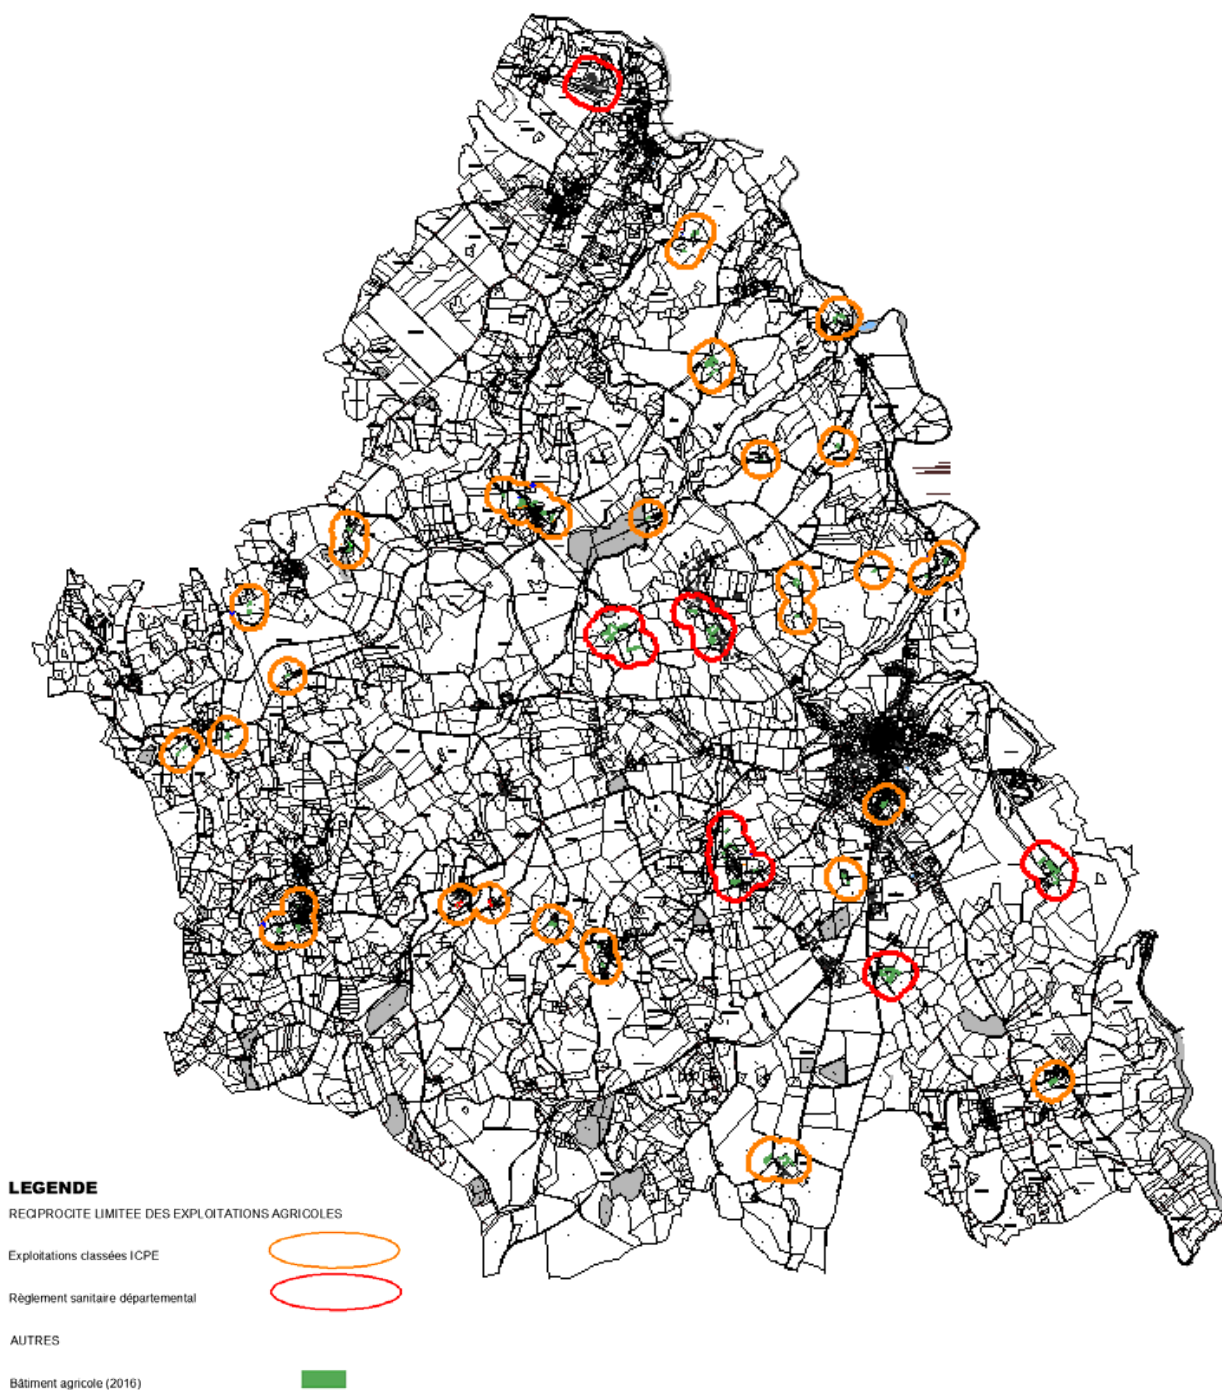 LEGENDE
RECIPROCITE LIMITEE DES EXPLOITATIONS AGRICOLES
Exploitations classées ICPE
Règlement sanitaire départemental
AUTRES
Bâtiment agricole (2016)